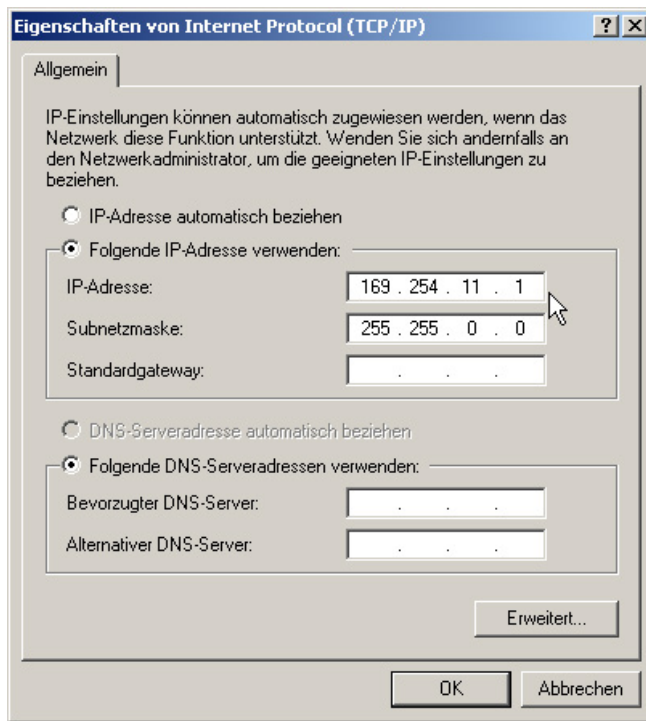 Eigenschaften von Internet Protocol (TCP/IP)
Allgemein
IP-Einstellungen können automatisch zugewiesen werden, wenn das
Netzwerk diese Funktion unterstützt. Wenden Sie sich andernfalls an
den Netzwerkadministrator, um die geeigneten IP-Einstellungen zu
beziehen.
IP-Adresse automatisch beziehen
Folgende IP-Adresse verwenden:
IP-Adresse: 169 . 254 . 11 . 1
Subnetzmaske: 255 . 255 . 0 . 0
Standardgateway: . . .
DNS-Serveradresse automatisch beziehen
Folgende DNS-Serveradressen verwenden:
Bevorzugter DNS-Server: . . .
Alternativer DNS-Server: . . .
Erweitert...
OK Abbrechen